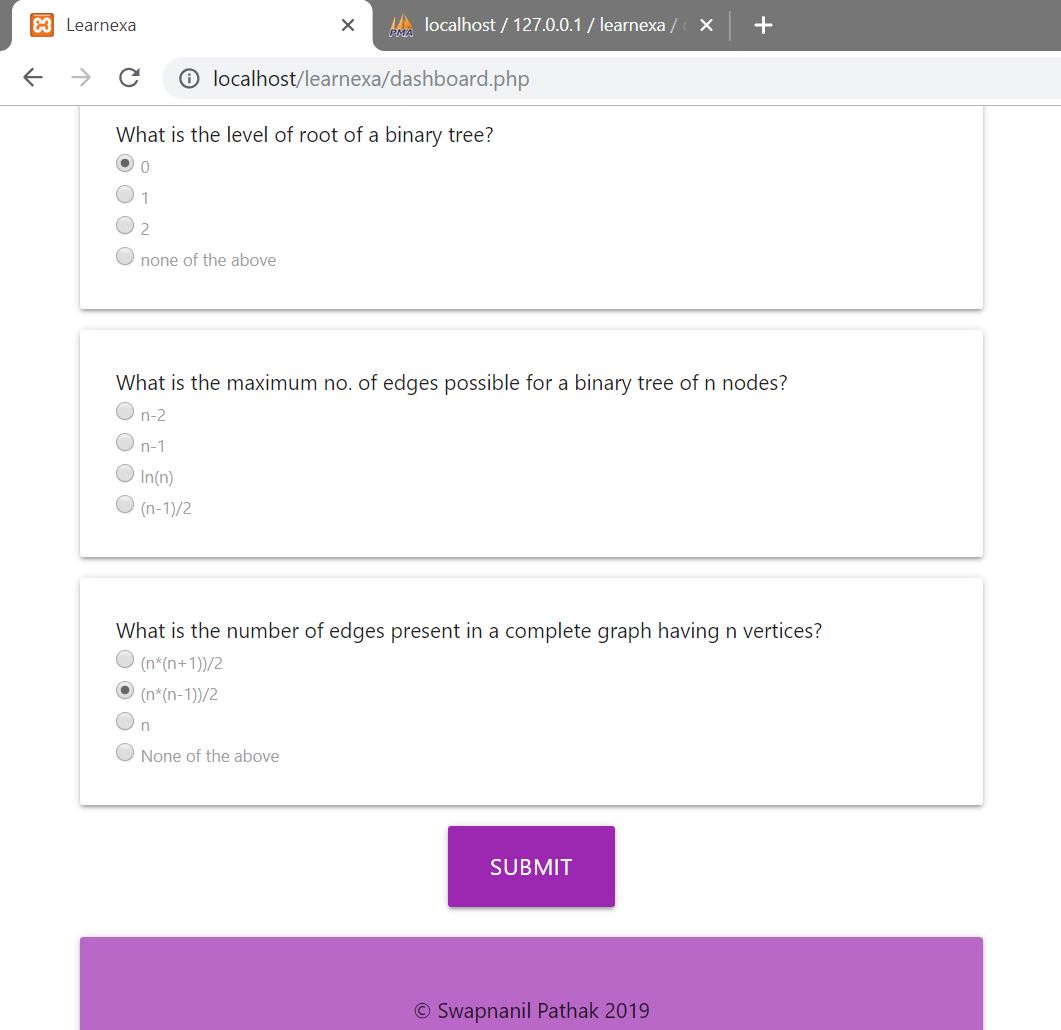 Learnexa
localhost / 127.0.0.1 / learnexa /
PMA
localhost/learnexa/dashboard.php
What is the level of root of a binary tree?
0
1
2
none of the above
What is the maximum no. of edges possible for a binary tree of n nodes?
n-2
n-1
ln(n)
(n-1)/2
What is the number of edges present in a complete graph having n vertices?
(n*(n+1))/2
(n*(n-1))/2
n
None of the above
SUBMIT
© Swapnanil Pathak 2019